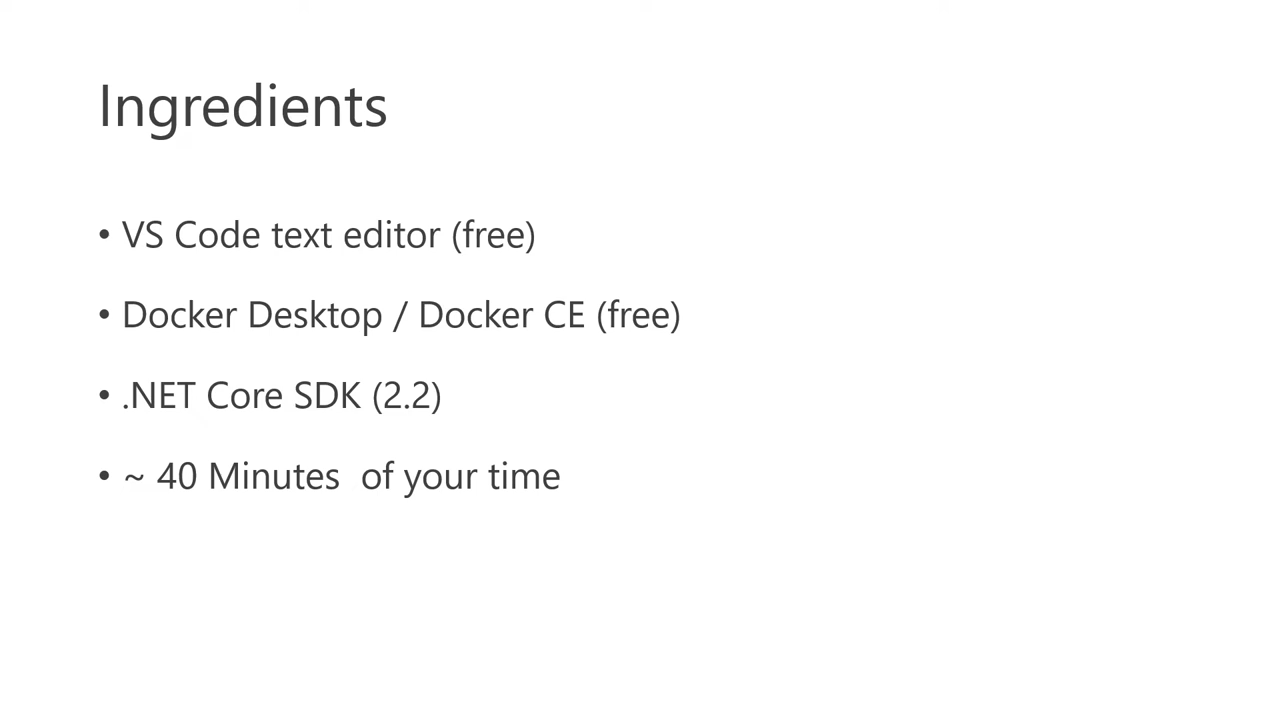 Ingredients
• VS Code text editor (free)
• Docker Desktop / Docker CE (free)
• .NET Core SDK (2.2)
• ~ 40 Minutes  of your time